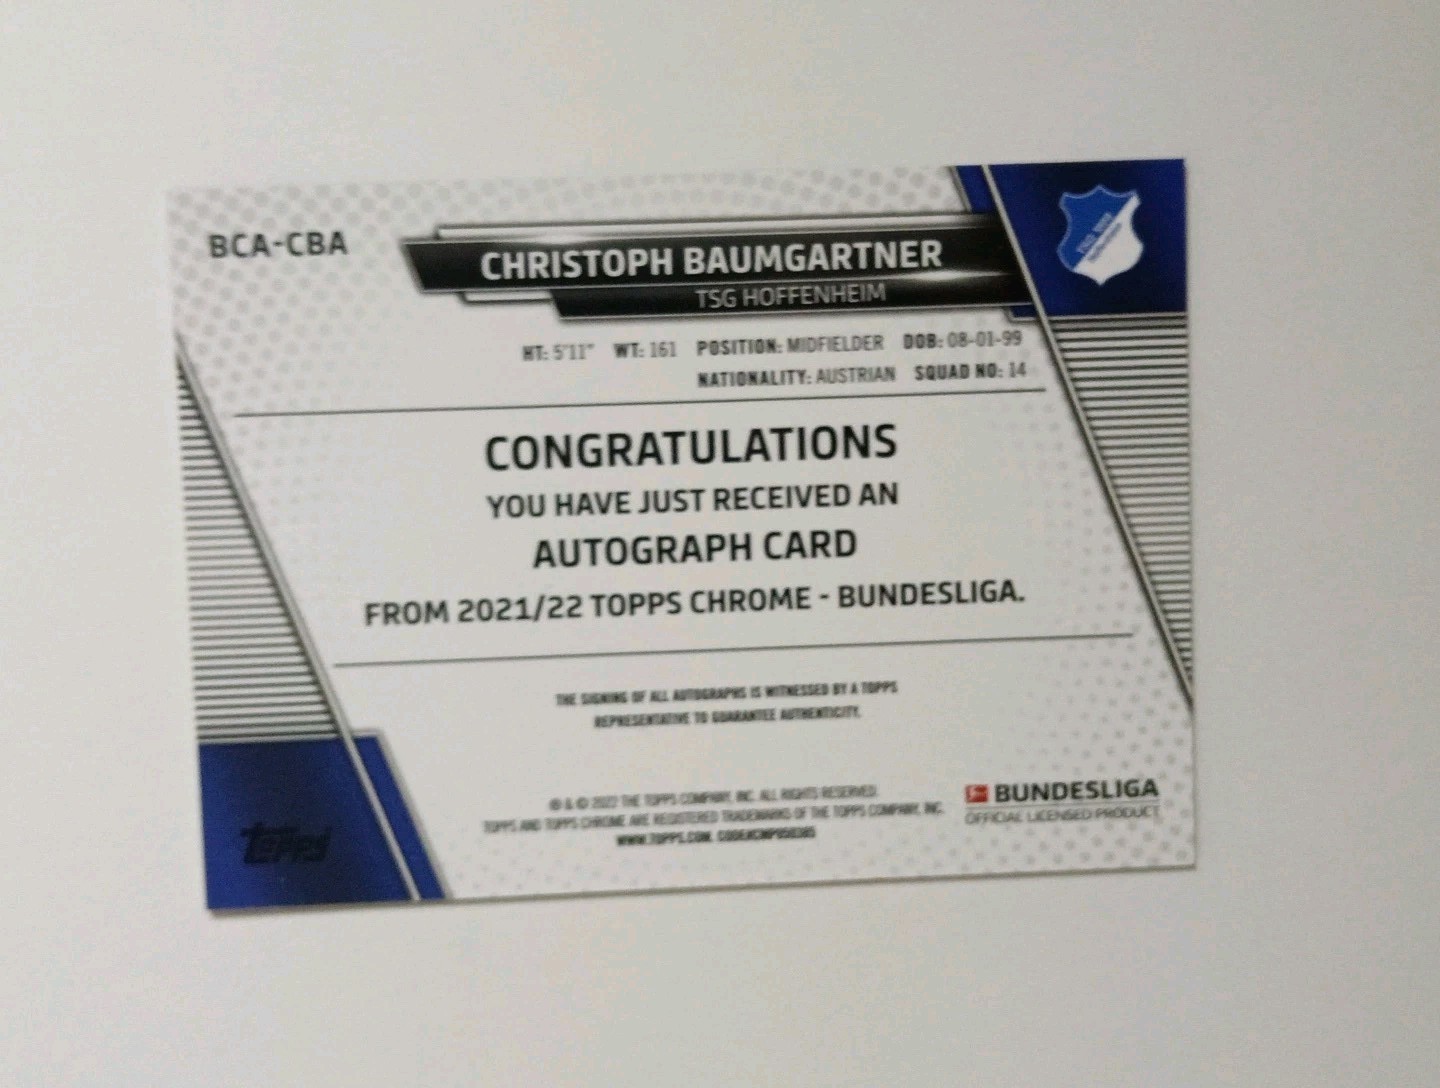 BCA-CBA
CHRISTOPH BAUMGARTNER
TSG HOFFENHEIM
HT: 5'11" WT: 161 POSITION: MIDFIELDER DOB: 08-01-99
NATIONALITY: AUSTRIAN SQUAD NO: 14
CONGRATULATIONS
YOU HAVE JUST RECEIVED AN
AUTOGRAPH CARD
FROM 2021/22 TOPPS CHROME - BUNDESLIGA.
THE SIGNING OF ALL AUTOGRAPHS IS WITNESSED BY A TOPPS
REPRESENTATIVE TO GUARANTEE AUTHENTICITY.
® & © 2022 THE TOPPS COMPANY, INC. ALL RIGHTS RESERVED.
TOPPS AND TOPPS CHROME ARE REGISTERED TRADEMARKS OF THE TOPPS COMPANY, INC.
WWW.TOPPS.COM.
BUNDESLIGA
OFFICIAL LICENSED PRODUCT
topps